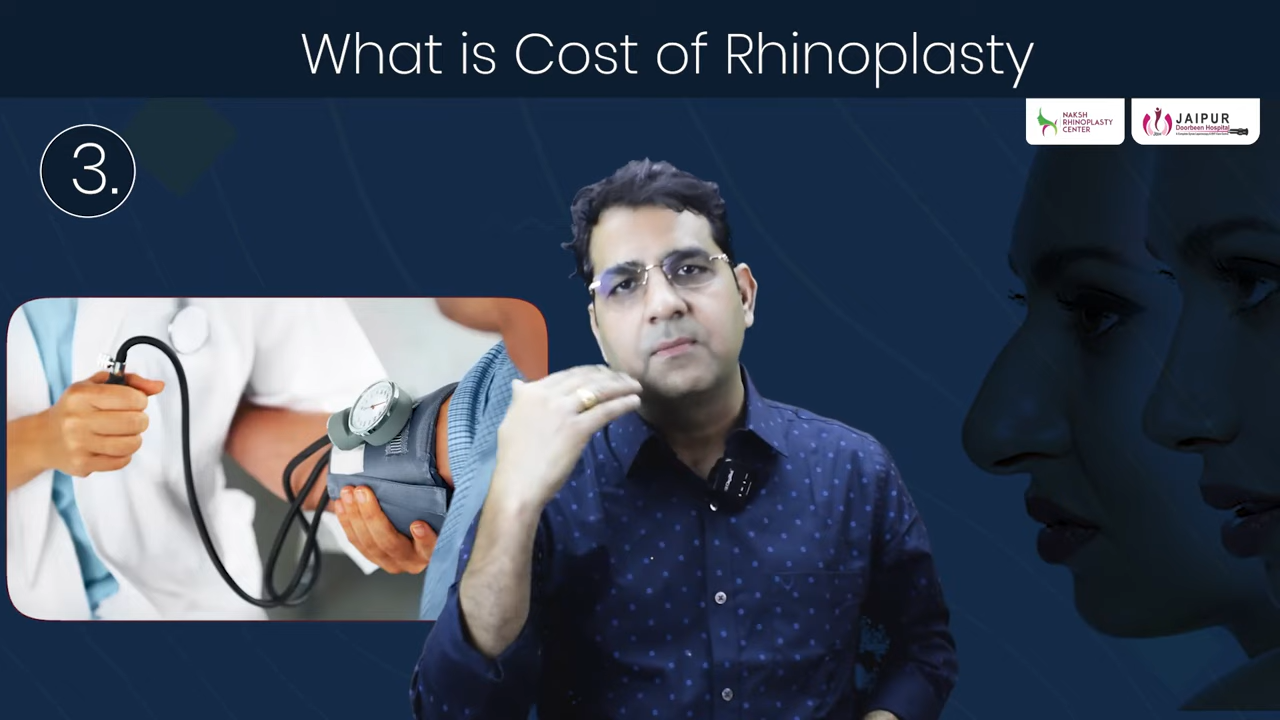 What is Cost of Rhinoplasty
3.
NAKSH
RHINOPLASTY
CENTER
JAIPUR
Doorbeen Hospital